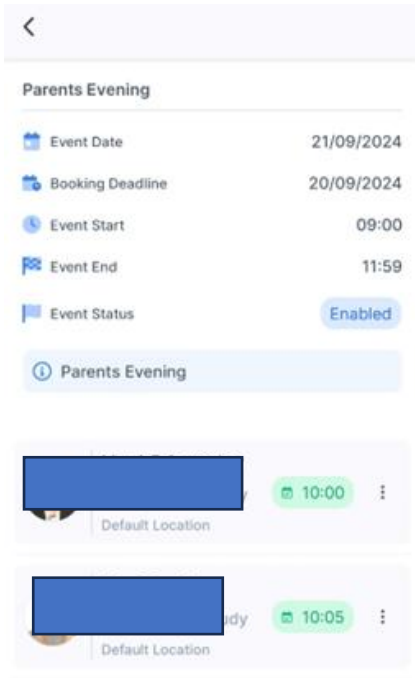 Parents Evening
Event Date 21/09/2024
Booking Deadline 20/09/2024
Event Start 09:00
Event End 11:59
Event Status Enabled
Parents Evening
10:00
Default Location
10:05
Default Location